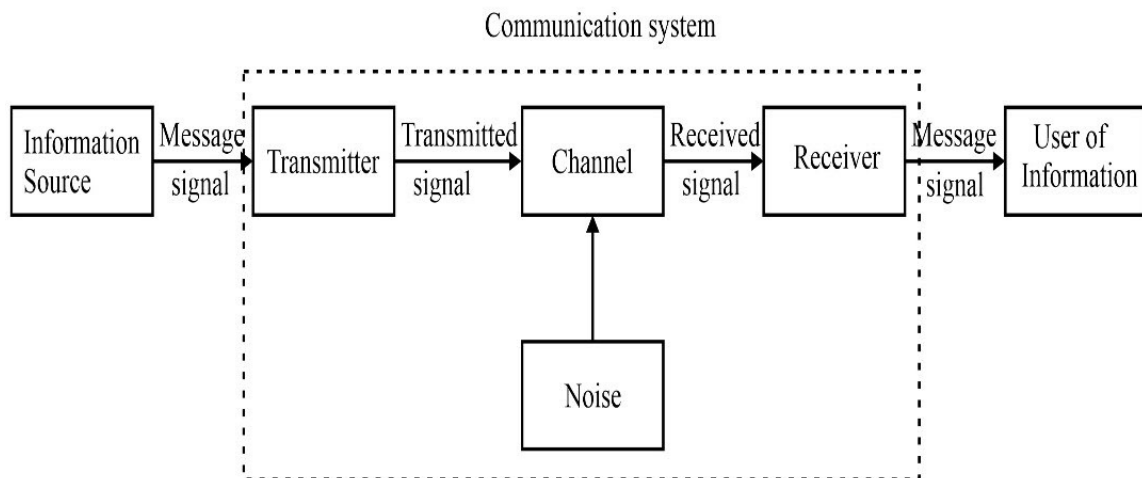 Communication system
Information
Source
Message
signal
Transmitter
Transmitted
signal
Channel
Received
signal
Receiver
Message
signal
User of
Information
Noise